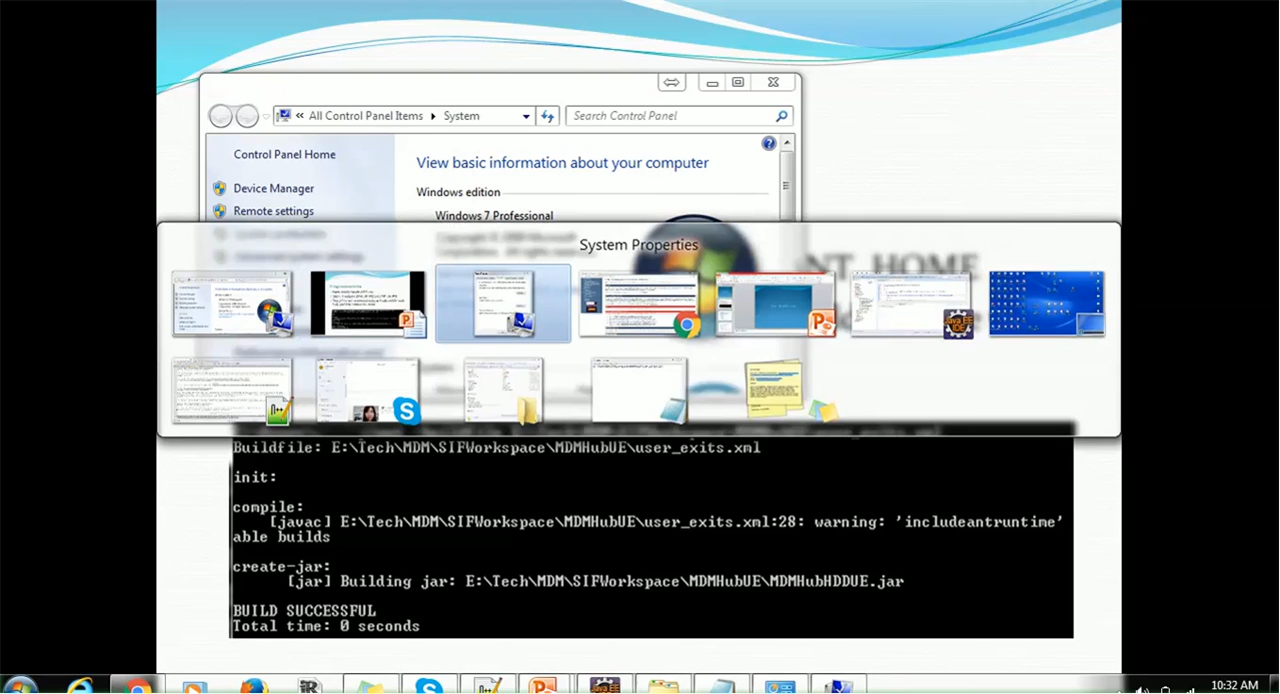 « All Control Panel Items ▸ System
Search Control Panel
Control Panel Home
View basic information about your computer
Device Manager
Windows edition
Remote settings
Windows 7 Professional
System Properties
NT_HOME
Buildfile: E:\Tech\MDM\SIFWorkspace\MDMHubUE\user_exits.xml
init:
compile:
[javac] E:\Tech\MDM\SIFWorkspace\MDMHubUE\user_exits.xml:28: warning: 'includeantruntime'
able builds
create-jar:
[jar] Building jar: E:\Tech\MDM\SIFWorkspace\MDMHubUE\MDMHubHDDUE.jar
BUILD SUCCESSFUL
Total time: 0 seconds
10:32 AM